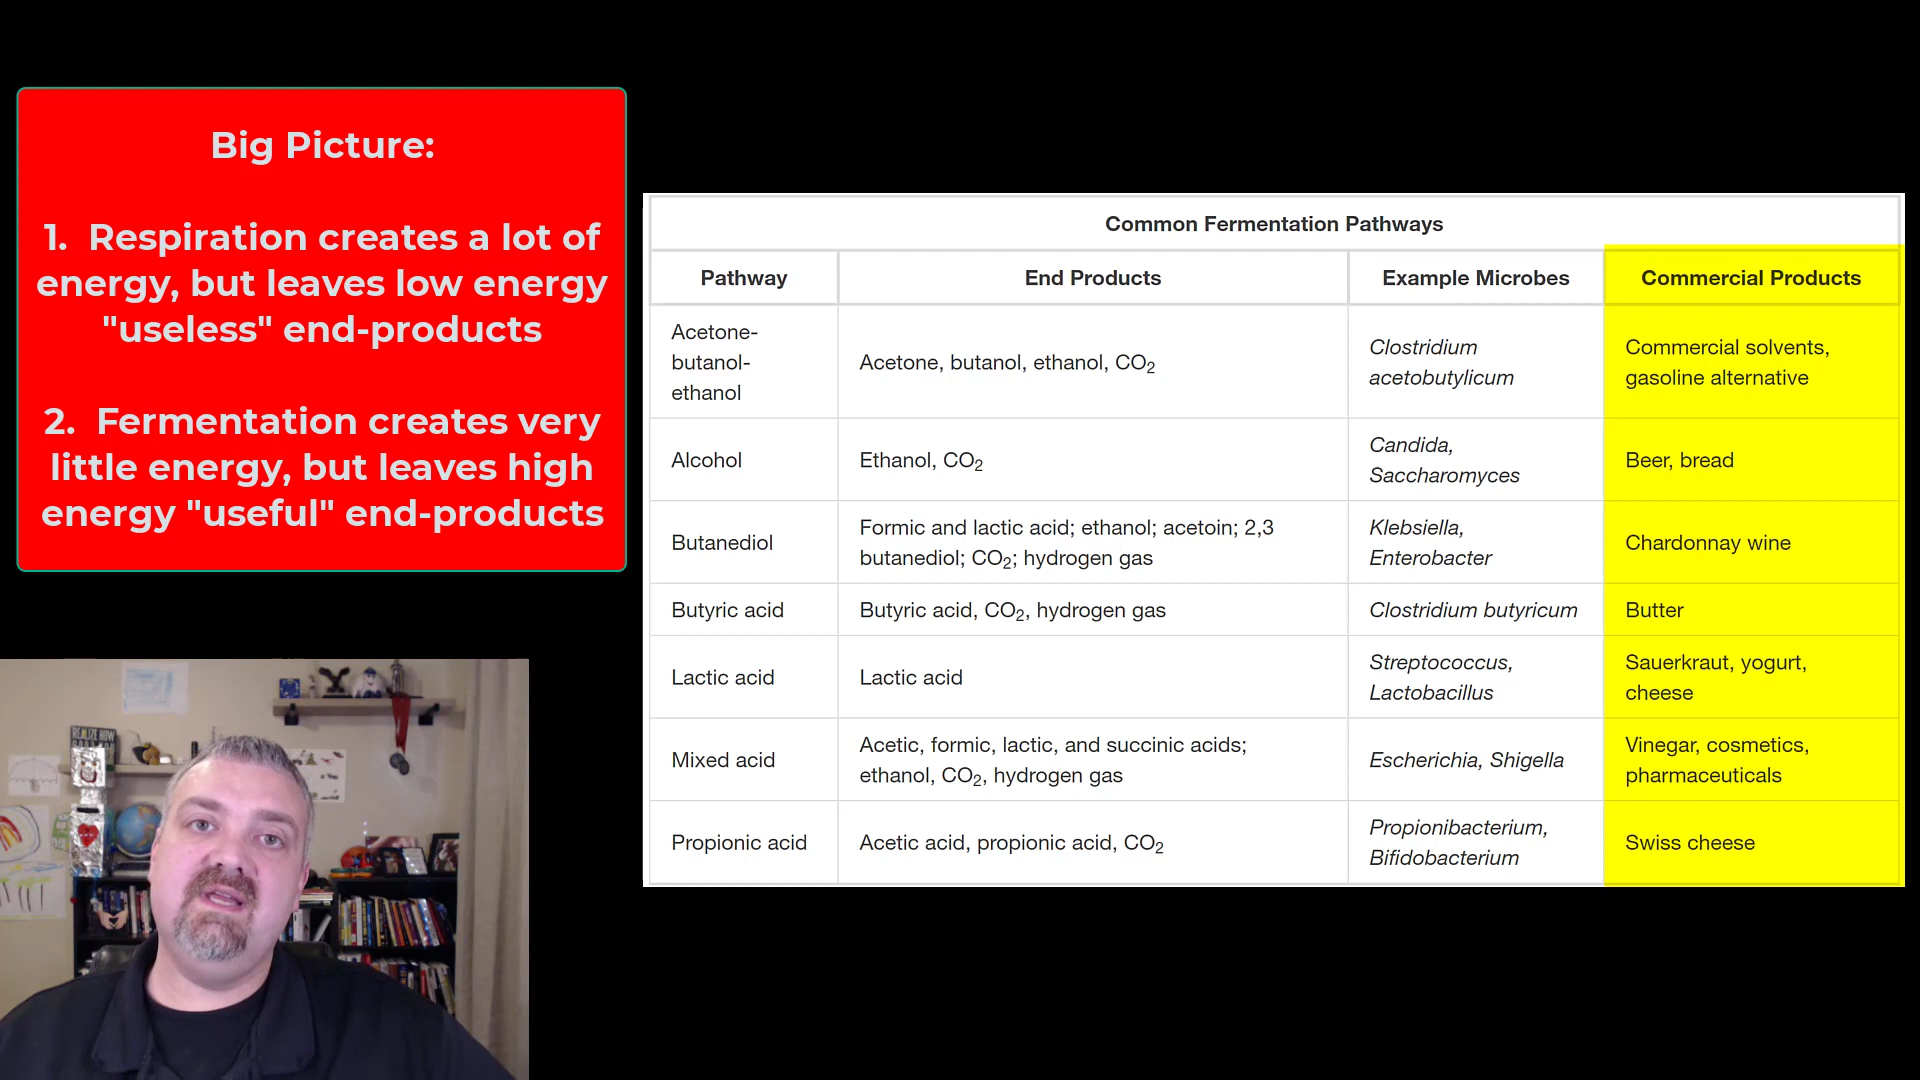 Big Picture:
1. Respiration creates a lot of
energy, but leaves low energy
"useless" end-products
2. Fermentation creates very
little energy, but leaves high
energy "useful" end-products
Common Fermentation Pathways
Pathway
End Products
Example Microbes
Commercial Products
Acetone-
butanol-
ethanol
Acetone, butanol, ethanol, CO₂
Clostridium
acetobutylicum
Commercial solvents,
gasoline alternative
Alcohol
Ethanol, CO₂
Candida,
Saccharomyces
Beer, bread
Butanediol
Formic and lactic acid; ethanol; acetoin; 2,3
butanediol; CO₂; hydrogen gas
Klebsiella,
Enterobacter
Chardonnay wine
Butyric acid
Butyric acid, CO₂, hydrogen gas
Clostridium butyricum
Butter
Lactic acid
Lactic acid
Streptococcus,
Lactobacillus
Sauerkraut, yogurt,
cheese
Mixed acid
Acetic, formic, lactic, and succinic acids;
ethanol, CO₂, hydrogen gas
Escherichia, Shigella
Vinegar, cosmetics,
pharmaceuticals
Propionic acid
Acetic acid, propionic acid, CO₂
Propionibacterium,
Bifidobacterium
Swiss cheese
REALIZE HOW